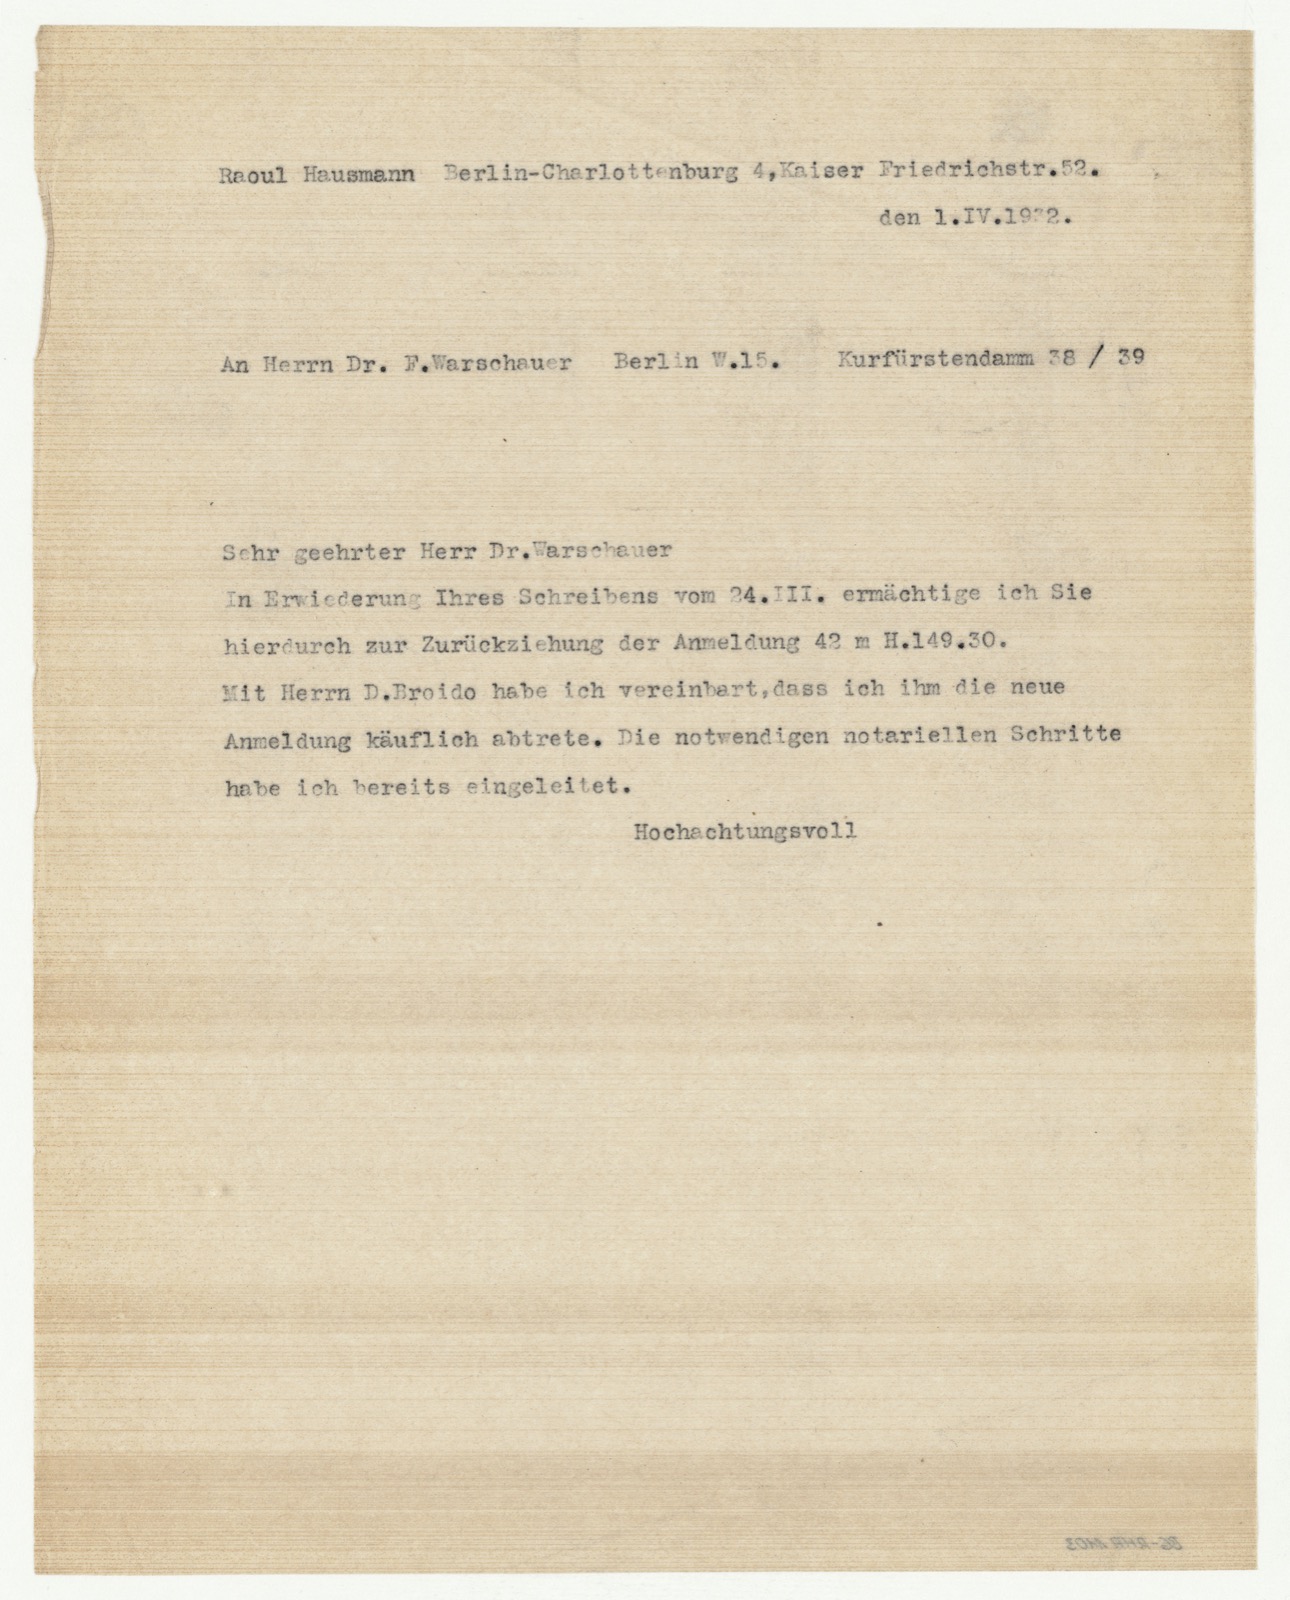 Raoul Hausmann Berlin-Charlottenburg 4,Kaiser Friedrichstr.52.
den 1.IV.1932.
An Herrn Dr. F.Warschauer Berlin W.15. Kurfürstendamm 38 / 39
Sehr geehrter Herr Dr.Warschauer
In Erwiederung Ihres Schreibens vom 24.III. ermächtige ich Sie
hierdurch zur Zurückziehung der Anmeldung 42 m H.149.30.
Mit Herrn D.Broido habe ich vereinbart,dass ich ihm die neue
Anmeldung käuflich abtrete. Die notwendigen notariellen Schritte
habe ich bereits eingeleitet.
Hochachtungsvoll